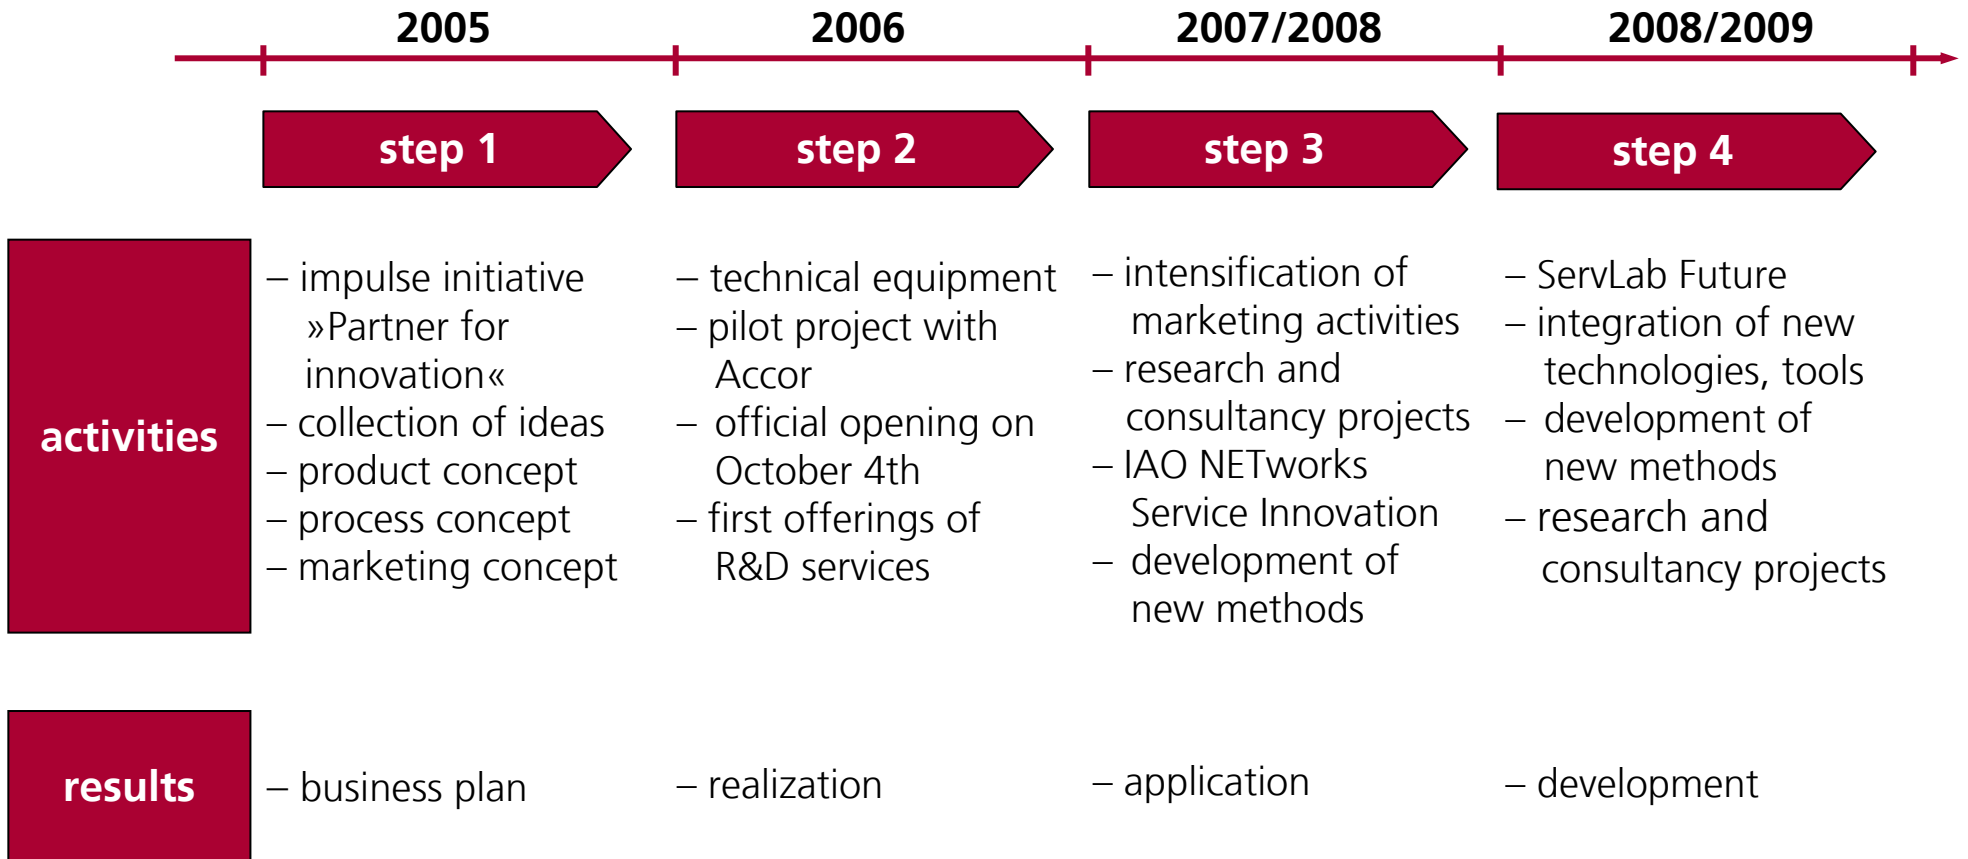 2005
2006
2007/2008
2008/2009
step 1
step 2
step 3
step 4
activities
– impulse initiative
»Partner for
innovation«
– collection of ideas
– product concept
– process concept
– marketing concept
– technical equipment
– pilot project with
Accor
– official opening on
October 4th
– first offerings of
R&D services
– intensification of
marketing activities
– research and
consultancy projects
– IAO NETworks
Service Innovation
– development of
new methods
– ServLab Future
– integration of new
technologies, tools
– development of
new methods
– research and
consultancy projects
results
– business plan
– realization
– application
– development